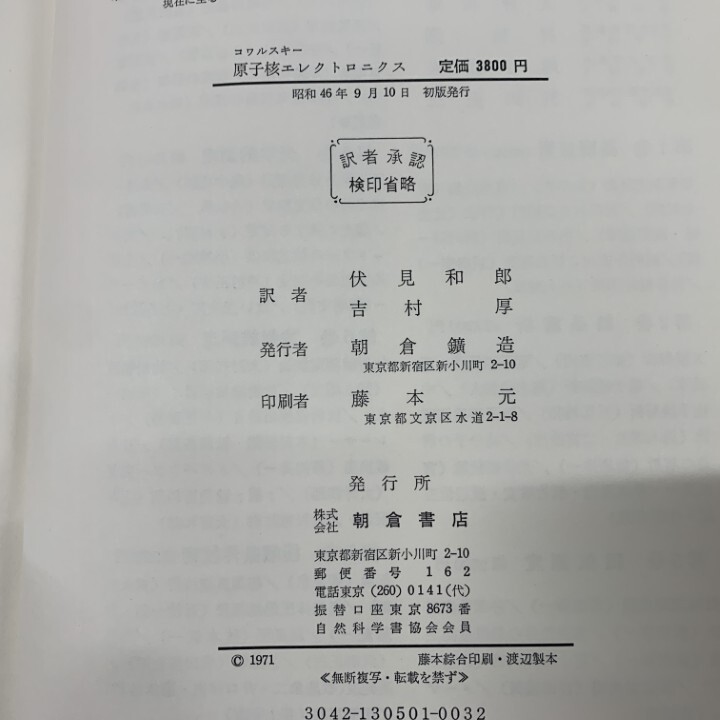 現在に生
コワルスキー
原子核エレクトロニクス 定価 3800 円
昭和 46 年 9 月 10 日 初版発行
訳者承認
検印省略
訳者 伏見和郎
吉村厚
発行者 朝倉鑛造
東京都新宿区新小川町 2-10
印刷者 藤本元
東京都文京区水道2-1-8
発行所
株式会社 朝倉書店
東京都新宿区新小川町 2-10
郵便番号 162
電話東京 (260) 0141(代)
振替口座東京 8673番
自然科学書協会会員
© 1971 藤本綜合印刷・渡辺製本
≪無断複写・転載を禁ず≫
3042-130501-0032